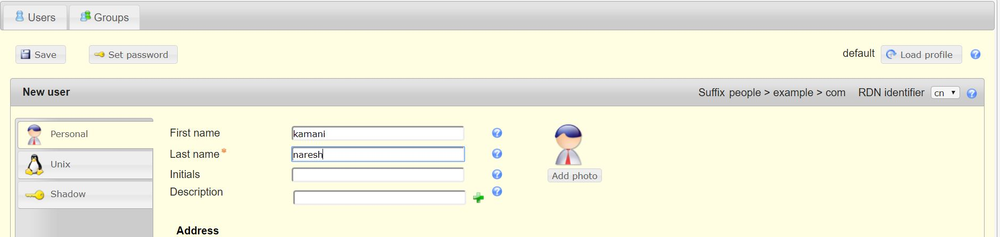 Users Groups
Save Set password default Load profile
New user Suffix people > example > com RDN identifier cn
Personal
Unix
Shadow
First name kamani
Last name* naresh
Initials
Description
Add photo
Address